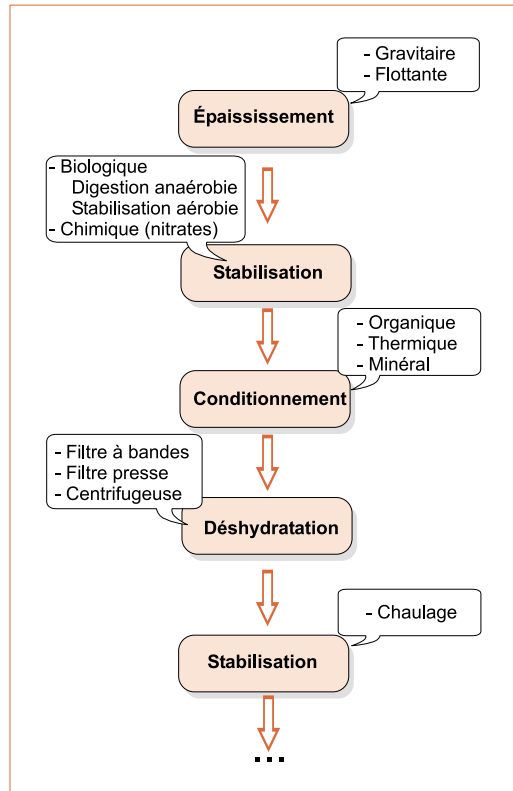 - Gravitaire
- Flottante
Épaississement
- Biologique
Digestion anaérobie
Stabilisation aérobie
- Chimique (nitrates)
Stabilisation
- Organique
- Thermique
- Minéral
Conditionnement
- Filtre à bandes
- Filtre presse
- Centrifugeuse
Déshydratation
- Chaulage
Stabilisation
...